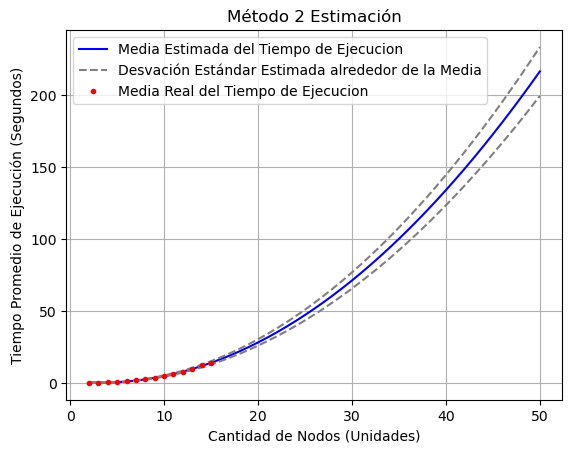 Método 2 Estimación
Media Estimada del Tiempo de Ejecucion
Desvación Estándar Estimada alrededor de la Media
Media Real del Tiempo de Ejecucion
Tiempo Promedio de Ejecución (Segundos)
200
150
100
50
0
0 10 20 30 40 50
Cantidad de Nodos (Unidades)